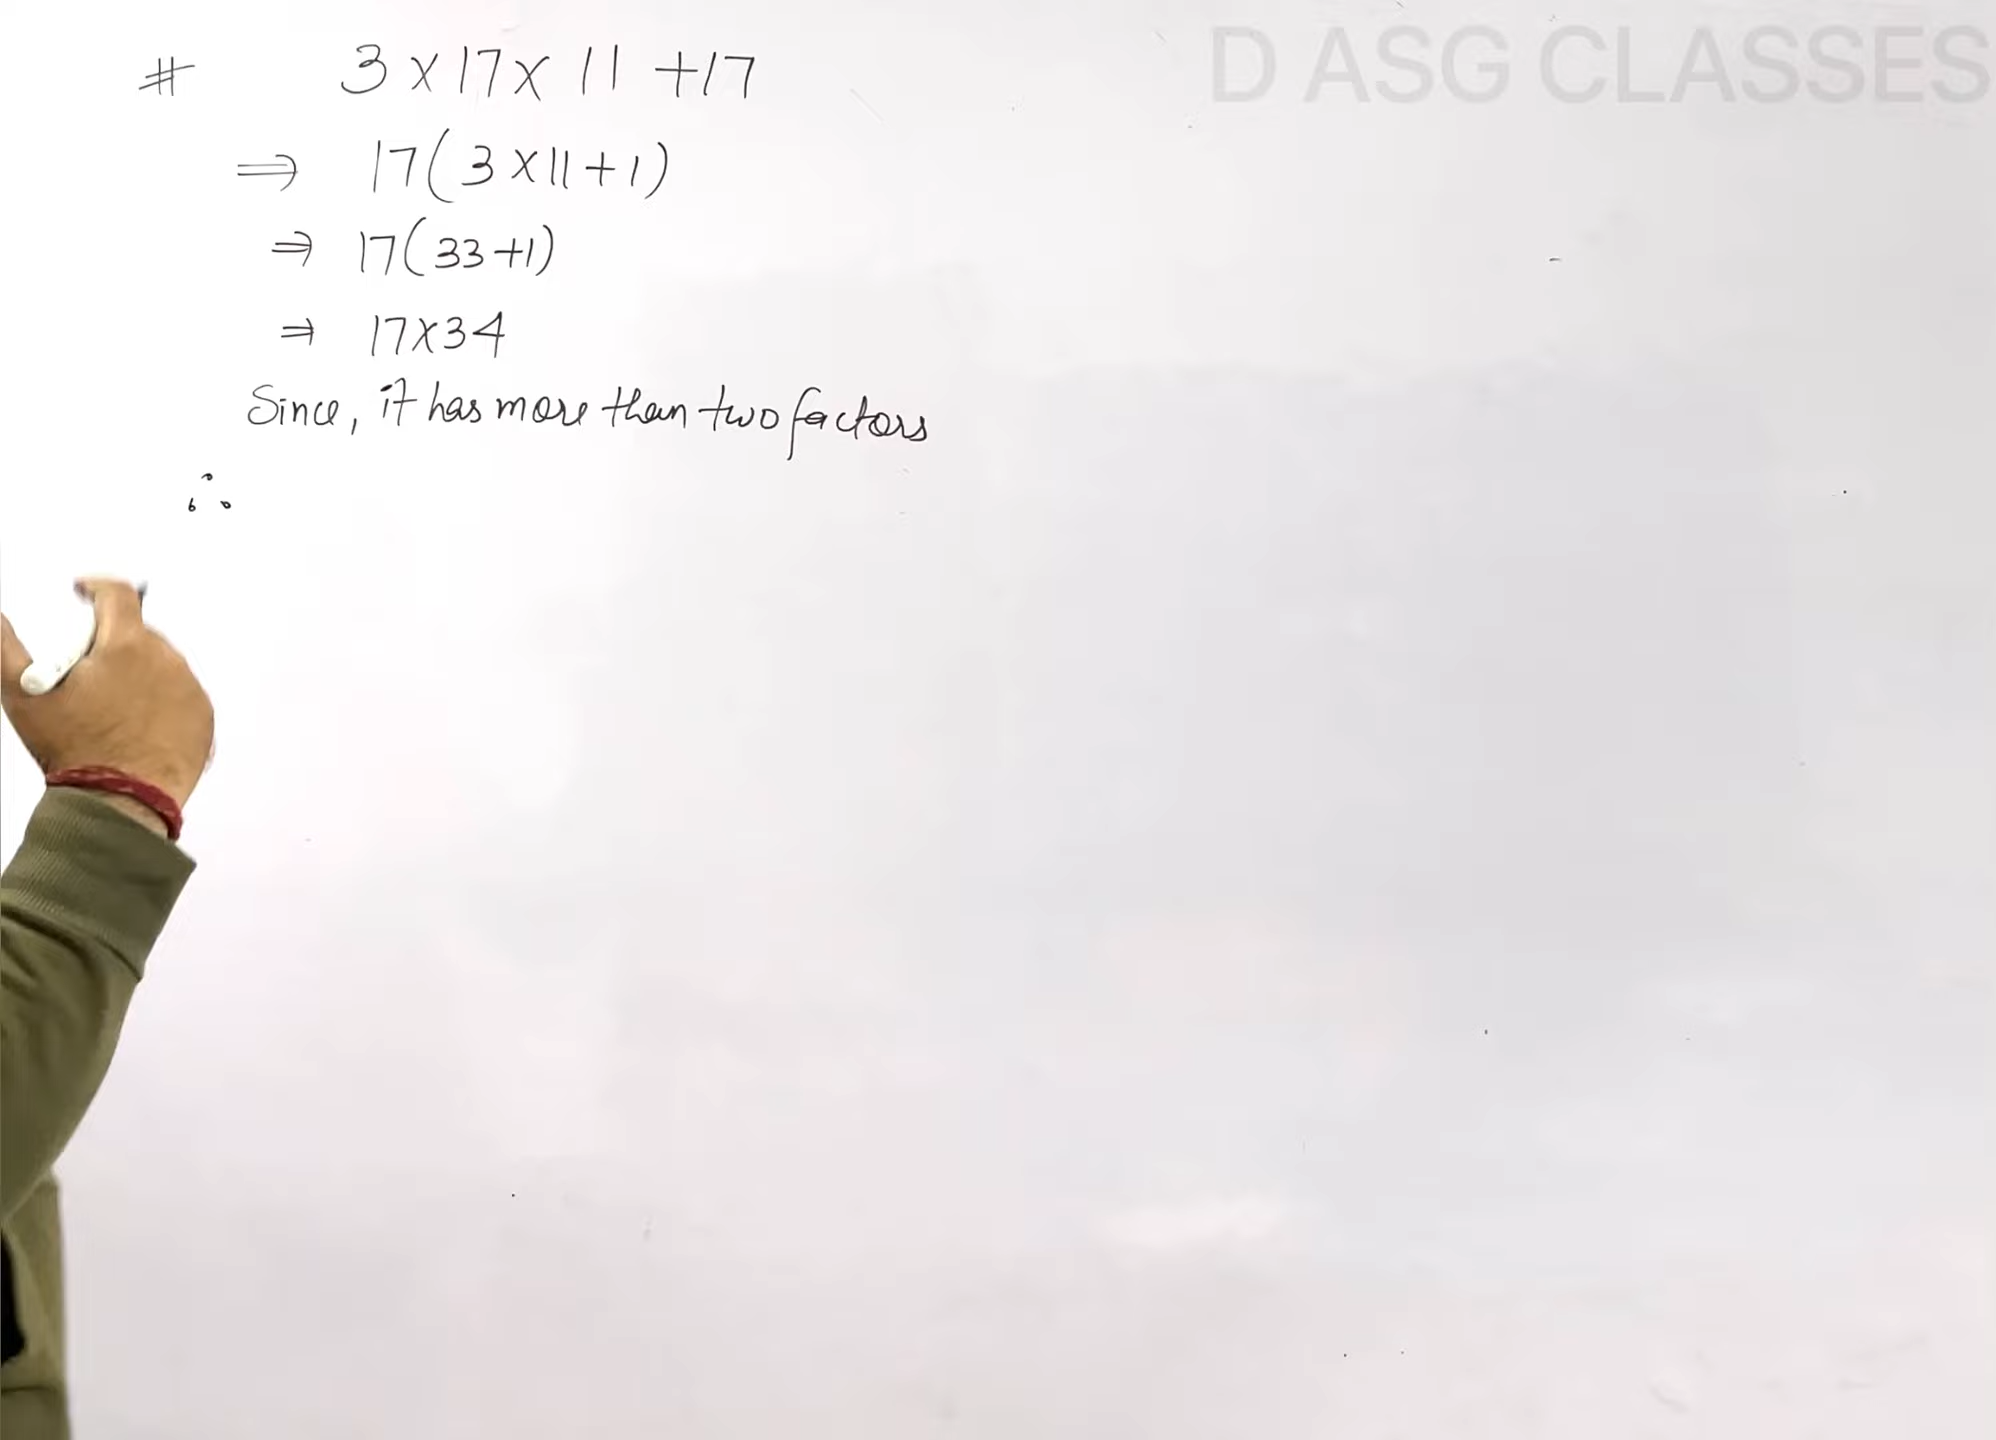 D ASG CLASSES
# 3 × 17 × 11 + 17
⇒ 17(3 × 11 + 1)
⇒ 17(33 + 1)
⇒ 17 × 34
Since, it has more than two factors
∴